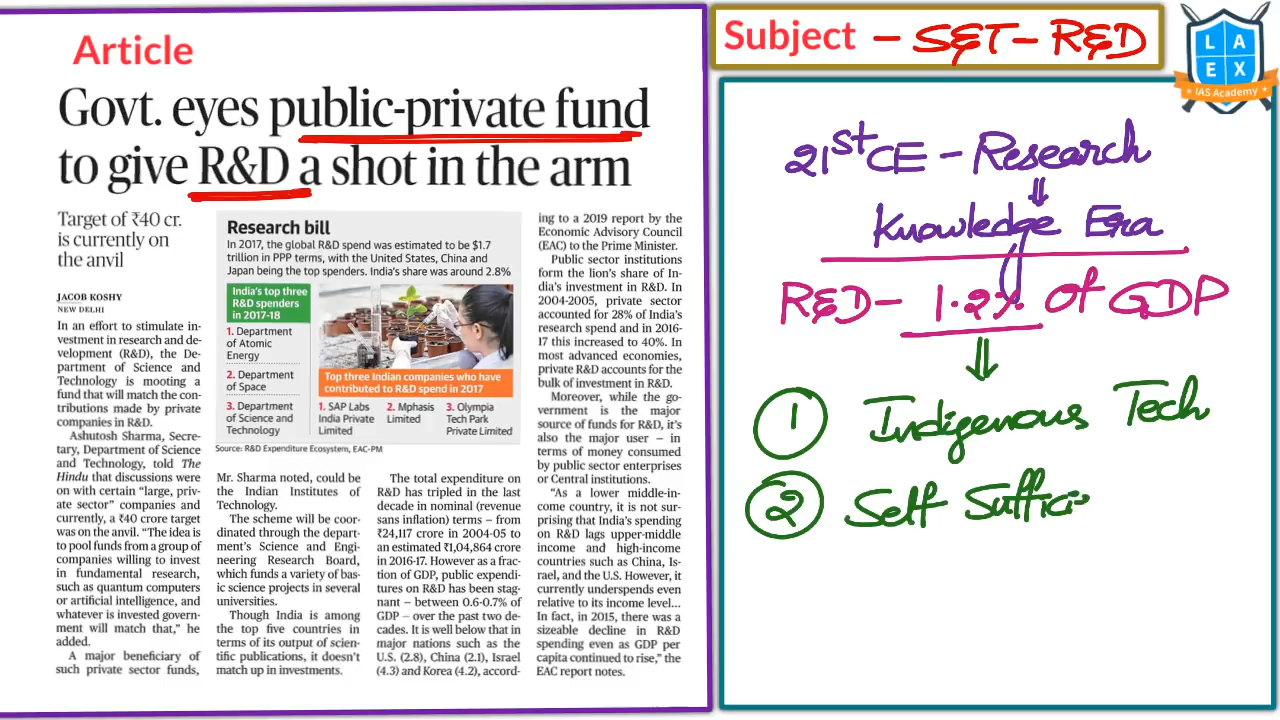 Article
Govt. eyes public-private fund
to give R&D a shot in the arm
Target of ₹40 cr.
is currently on
the anvil
JACOB KOSHY
NEW DELHI
In an effort to stimulate in-
vestment in research and de-
velopment (R&D), the De-
partment of Science and
Technology is mooting a
fund that will match the con-
tributions made by private
companies in R&D.
Ashutosh Sharma, Secre-
tary, Department of Science
and Technology, told The
Hindu that discussions were
on with certain “large, priv-
ate sector” companies and
currently, a ₹40 crore target
was on the anvil. “The idea is
to pool funds from a group of
companies willing to invest
in fundamental research,
such as quantum computers
or artificial intelligence, and
whatever is invested govern-
ment will match that,” he
added.
A major beneficiary of
such private sector funds,
Research bill
In 2017, the global R&D spend was estimated to be $1.7
trillion in PPP terms, with the United States, China and
Japan being the top spenders. India's share was around 2.8%
India's top three
R&D spenders
in 2017-18
1. Department
of Atomic
Energy
2. Department
of Space
3. Department
of Science and
Technology
Top three Indian companies who have
contributed to R&D spend in 2017
1. SAP Labs
India Private
Limited
2. Mphasis
Limited
3. Olympia
Tech Park
Private Limited
Source: R&D Expenditure Ecosystem, EAC-PM
Mr. Sharma noted, could be
the Indian Institutes of
Technology.
The scheme will be coor-
dinated through the depart-
ment's Science and Engi-
neering Research Board,
which funds a variety of bas-
ic science projects in several
universities.
Though India is among
the top five countries in
terms of its output of scien-
tific publications, it doesn't
match up in investments.
The total expenditure on
R&D has tripled in the last
decade in nominal (revenue
sans inflation) terms – from
₹24,117 crore in 2004-05 to
an estimated ₹1,04,864 crore
in 2016-17. However as a frac-
tion of GDP, public expendi-
tures on R&D has been stag-
nant – between 0.6-0.7% of
GDP – over the past two de-
cades. It is well below that in
major nations such as the
U.S. (2.8), China (2.1), Israel
(4.3) and Korea (4.2), accord-
ing to a 2019 report by the
Economic Advisory Council
(EAC) to the Prime Minister.
Public sector institutions
form the lion's share of In-
dia's investment in R&D. In
2004-2005, private sector
accounted for 28% of India's
research spend and in 2016-
17 this increased to 40%. In
most advanced economies,
private R&D accounts for the
bulk of investment in R&D.
Moreover, while the go-
vernment is the major
source of funds for R&D, it's
also the major user – in
terms of money consumed
by public sector enterprises
or Central institutions.
“As a lower middle-in-
come country, it is not sur-
prising that India's spending
on R&D lags upper-middle
income and high-income
countries such as China, Is-
rael, and the U.S. However, it
currently underspends even
relative to its income level...
In fact, in 2015, there was a
sizeable decline in R&D
spending even as GDP per
capita continued to rise,” the
EAC report notes.
Subject - S&T - R&D
LA
EX
IAS Academy
21st CE - Research
Knowledge Era
R&D - 1.2% of GDP
1 Indigenous Tech
2 Self Suffici